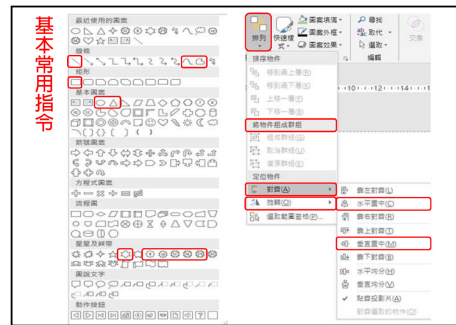 基本常用指令
最近使用的圖案
線條
矩形
基本圖案
箭號圖案
方程式圖案
流程圖
星星及綵帶
圖說文字
動作按鈕
排列
快速樣式
圖案填滿
圖案外框
圖案效果
尋找
取代
選取
編輯
交集
排序物件
移到最上層(R)
移到最下層(K)
上移一層(F)
下移一層(B)
將物件組成群組
組成群組(G)
取消群組(U)
重原群組(E)
定位物件
對齊(A)
旋轉(O)
選取範圍窗格(P)...
靠左對齊(L)
水平置中(C)
靠右對齊(R)
靠上對齊(T)
垂直置中(M)
靠下對齊(B)
水平均分(H)
垂直均分(V)
貼齊投影片(A)
對齊選取的物件(O)